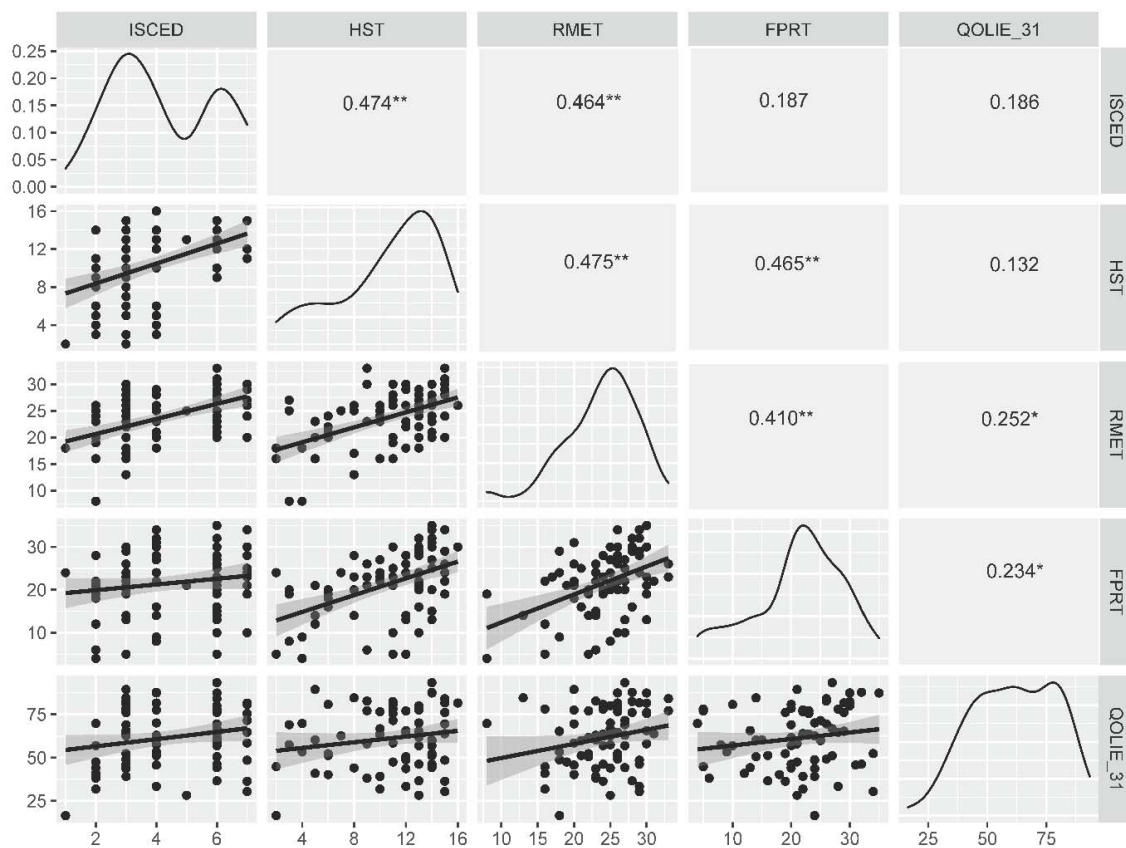 ISCED HST RMET FPRT QOLIE_31
0.25
0.20
0.15
0.10
0.05
0.00
0.474** 0.464** 0.187 0.186
ISCED
16
12
8
4
0.475** 0.465** 0.132
HST
30
25
20
15
10
0.410** 0.252*
RMET
30
20
10
0.234*
FPRT
75
50
25
QOLIE_31
2 4 6 4 8 12 16 10 15 20 25 30 10 20 30 25 50 75